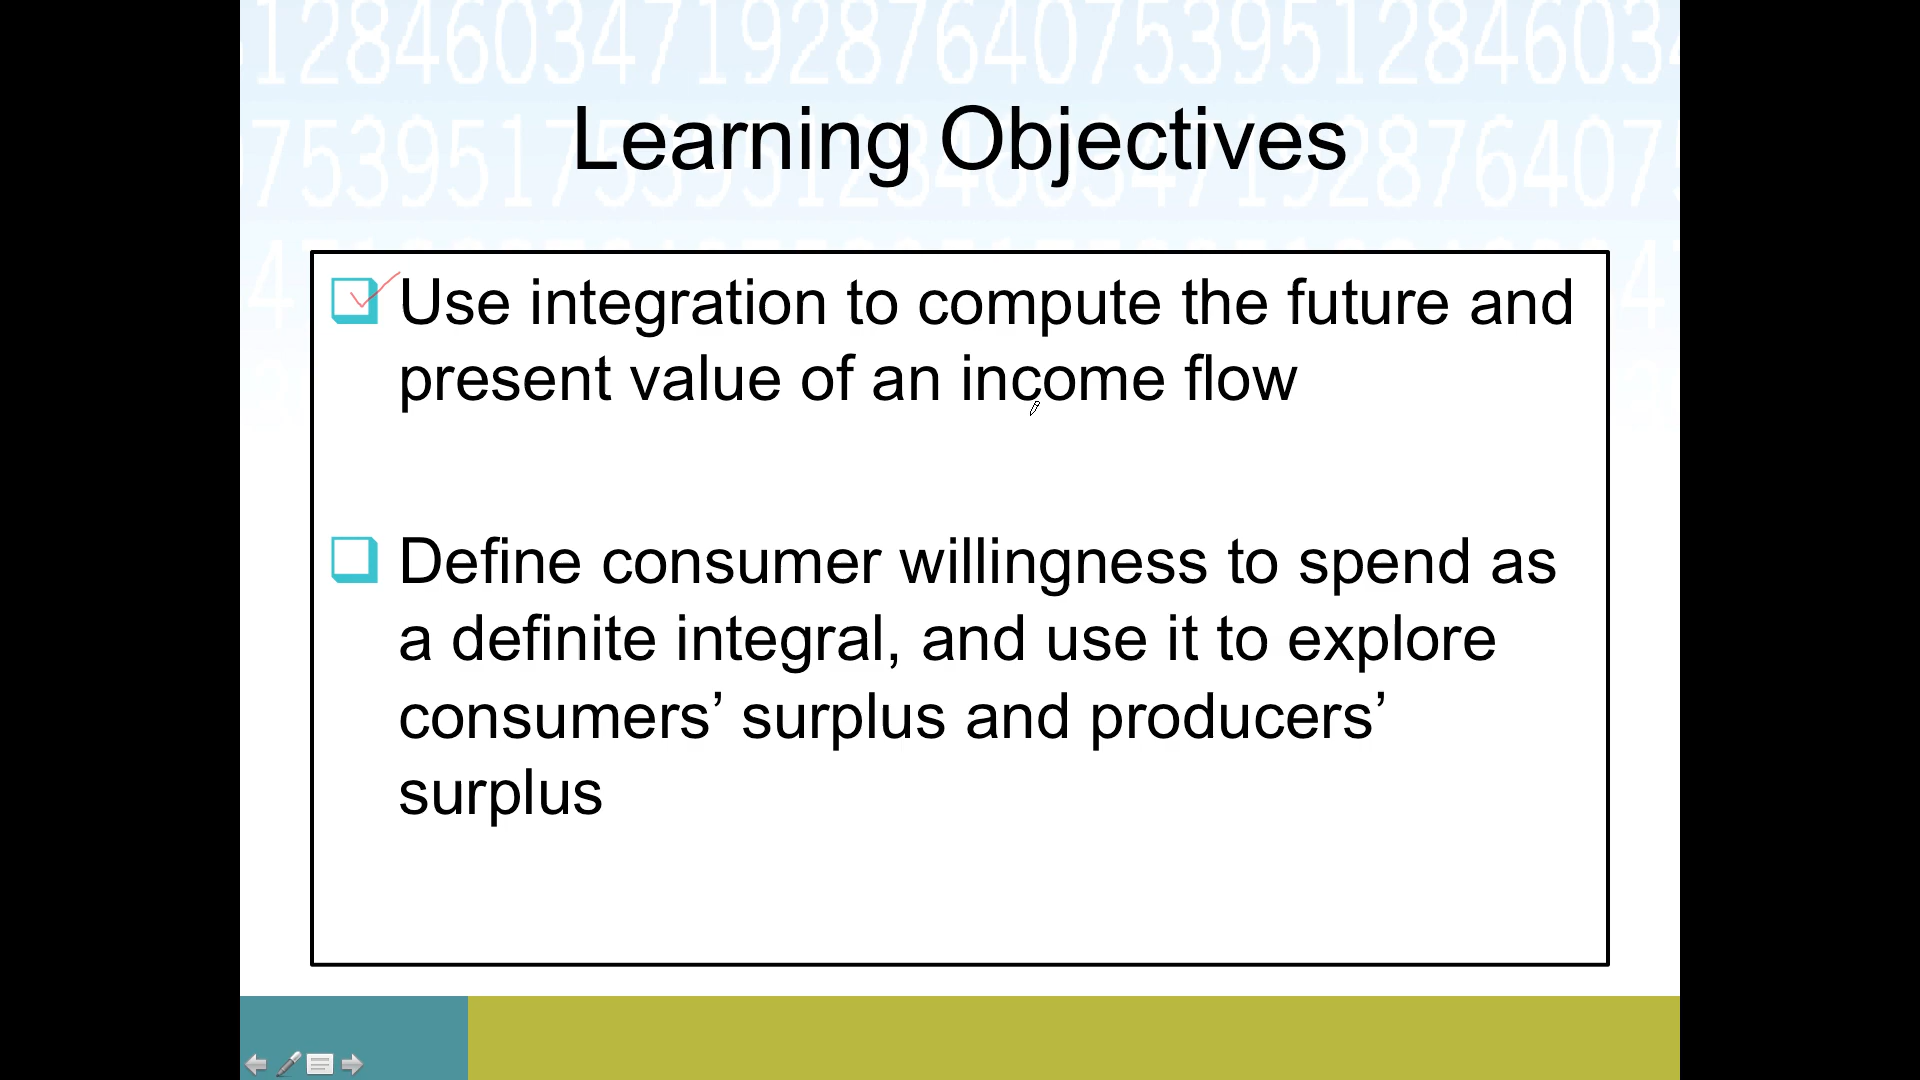 Learning Objectives
Use integration to compute the future and
present value of an income flow
Define consumer willingness to spend as
a definite integral, and use it to explore
consumers’ surplus and producers’
surplus